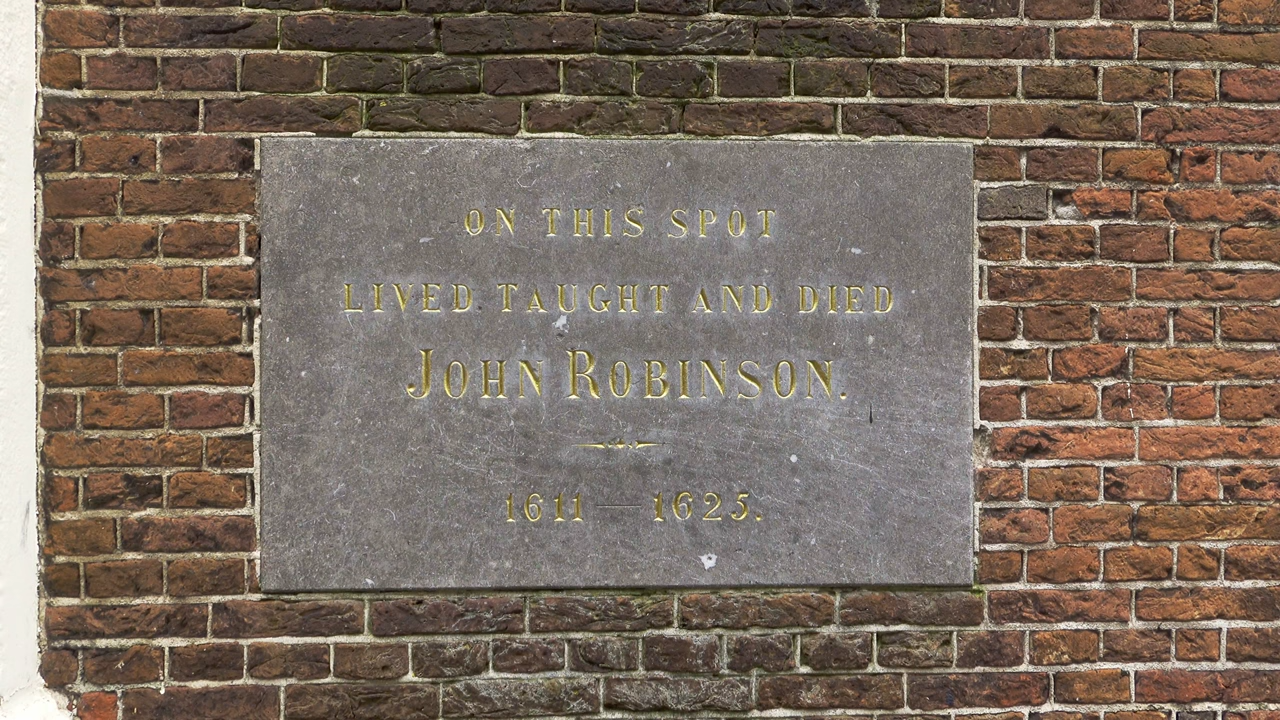 ON THIS SPOT
LIVED, TAUGHT AND DIED
JOHN ROBINSON.
1611 — 1625.